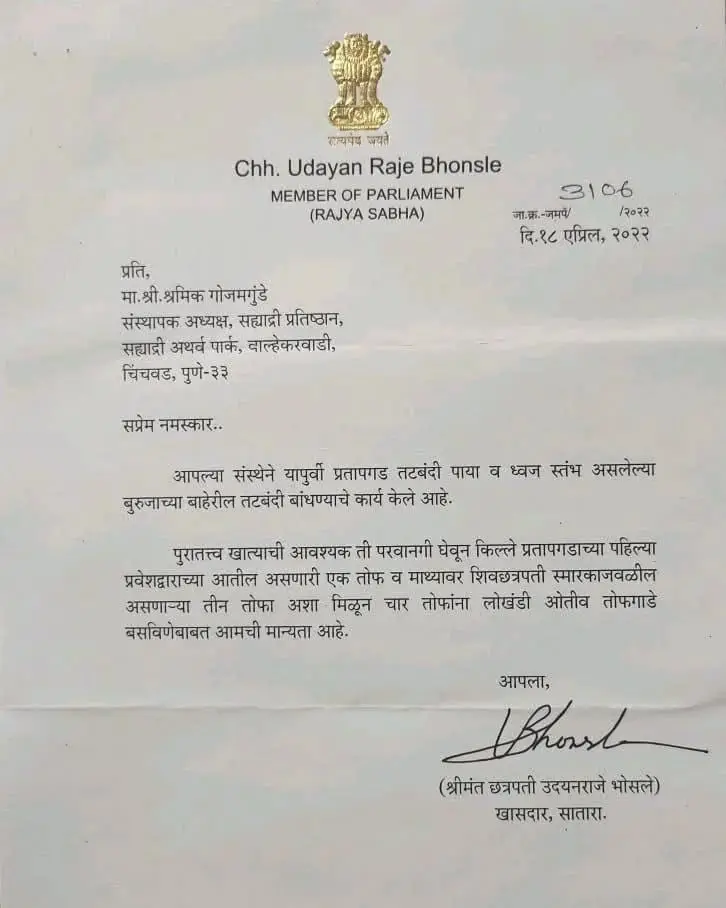 सत्यमेव जयते
Chh. Udayan Raje Bhonsle
MEMBER OF PARLIAMENT
(RAJYA SABHA)
3106
जा.क्र.-जमपें/ /२०२२
दि.१८ एप्रिल, २०२२
प्रति,
मा.श्री.श्रमिक गोजमगुंडे
संस्थापक अध्यक्ष, सह्याद्री प्रतिष्ठान,
सह्याद्री अथर्व पार्क, वाल्हेकरवाडी,
चिंचवड, पुणे-३३
सप्रेम नमस्कार..
आपल्या संस्थेने यापुर्वी प्रतापगड तटबंदी पाया व ध्वज स्तंभ असलेल्या
बुरुजाच्या बाहेरील तटबंदी बांधण्याचे कार्य केले आहे.
पुरातत्त्व खात्याची आवश्यक ती परवानगी घेवून किल्ले प्रतापगडाच्या पहिल्या
प्रवेशद्वाराच्या आतील असणारी एक तोफ व माथ्यावर शिवछत्रपती स्मारकाजवळील
असणाऱ्या तीन तोफा अशा मिळून चार तोफांना लोखंडी ओतीव तोफगाडे
बसविणेबाबत आमची मान्यता आहे.
आपला,
Bhonsle
(श्रीमंत छत्रपती उदयनराजे भोसले)
खासदार, सातारा.